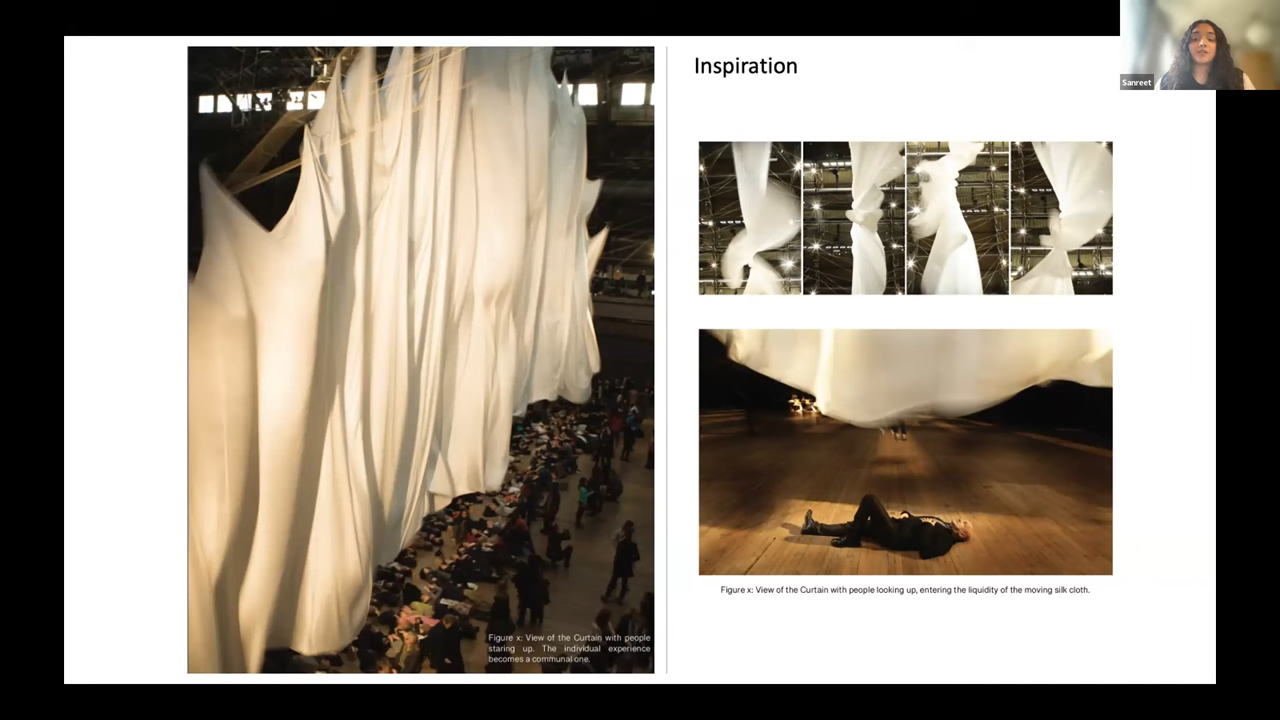 Inspiration
Sanreet
Figure x: View of the Curtain with people
staring up. The individual experience
becomes a communal one.
Figure x: View of the Curtain with people looking up, entering the liquidity of the moving silk cloth.